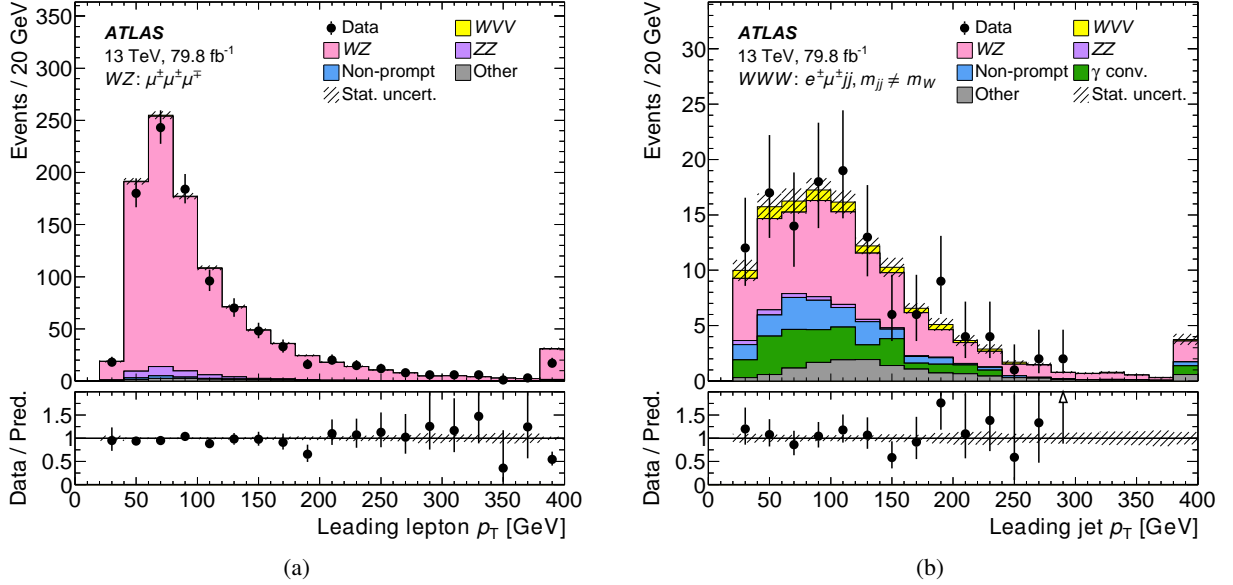 Events / 20 GeV
350
300
250
200
150
100
50
0
ATLAS
13 TeV, 79.8 fb⁻¹
WZ: μ±μ±μ∓
Data
WVV
WZ
ZZ
Non-prompt
Other
Stat. uncert.
Data / Pred.
1.5
1
0.5
0
0 50 100 150 200 250 300 350 400
Leading lepton pT [GeV]
(a)
Events / 20 GeV
30
25
20
15
10
5
0
ATLAS
13 TeV, 79.8 fb⁻¹
WWW: e±μ±jj, mjj ≠ mW
Data
WVV
WZ
ZZ
Non-prompt
γ conv.
Other
Stat. uncert.
Data / Pred.
1.5
1
0.5
0
0 50 100 150 200 250 300 350 400
Leading jet pT [GeV]
(b)